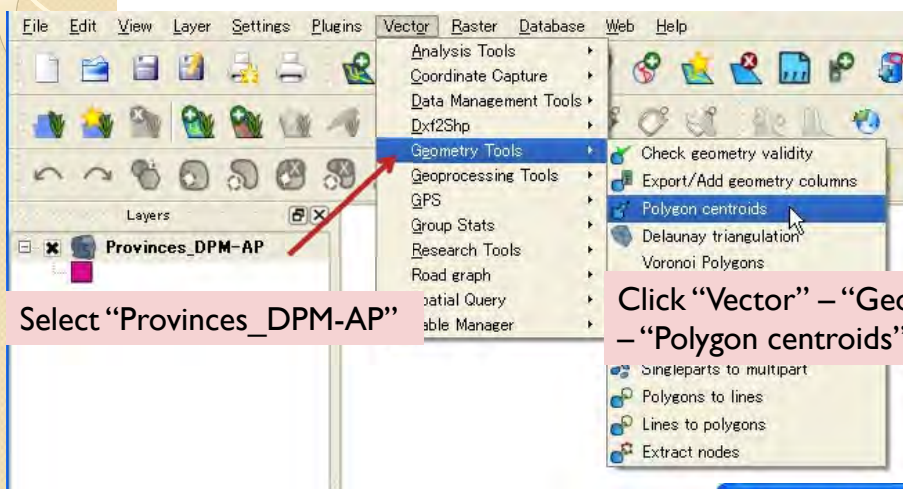 File Edit View Layer Settings Plugins Vector Raster Database Web Help
Analysis Tools
Coordinate Capture
Data Management Tools
Dxf2Shp
Geometry Tools
Geoprocessing Tools
GPS
Group Stats
Research Tools
Road graph
patial Query
able Manager
Check geometry validity
Export/Add geometry columns
Polygon centroids
Delaunay triangulation
Voronoi Polygons
Singleparts to multipart
Polygons to lines
Lines to polygons
Extract nodes
Layers
Provinces_DPM-AP
Select “Provinces_DPM-AP”
Click “Vector” – “Geo
– “Polygon centroids”